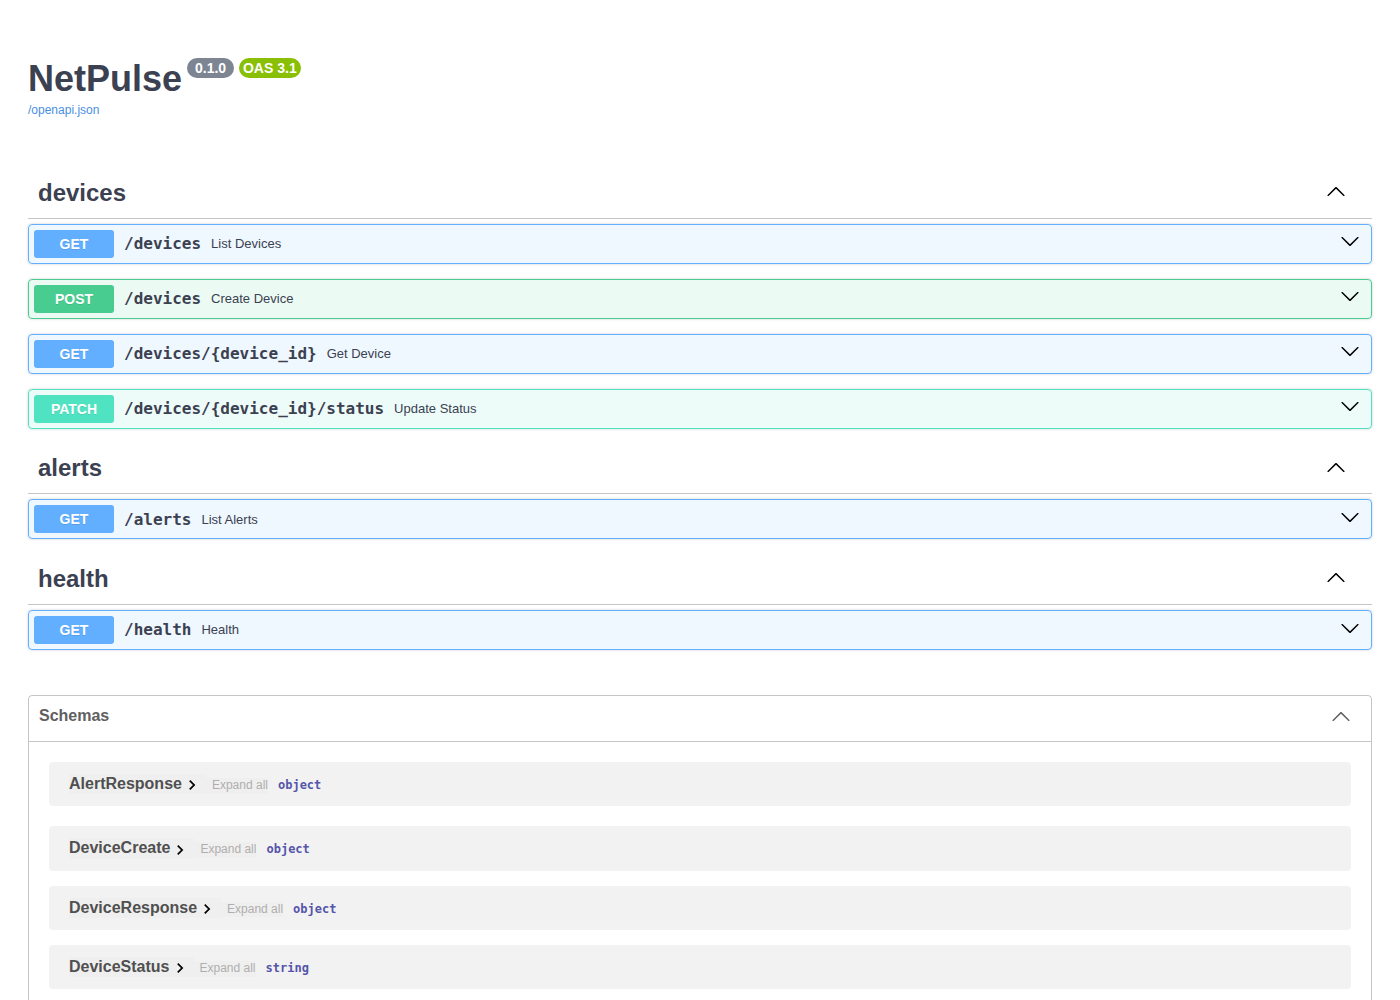 NetPulse 0.1.0 OAS 3.1
/openapi.json
devices
GET /devices List Devices
POST /devices Create Device
GET /devices/{device_id} Get Device
PATCH /devices/{device_id}/status Update Status
alerts
GET /alerts List Alerts
health
GET /health Health
Schemas
AlertResponse Expand all object
DeviceCreate Expand all object
DeviceResponse Expand all object
DeviceStatus Expand all string